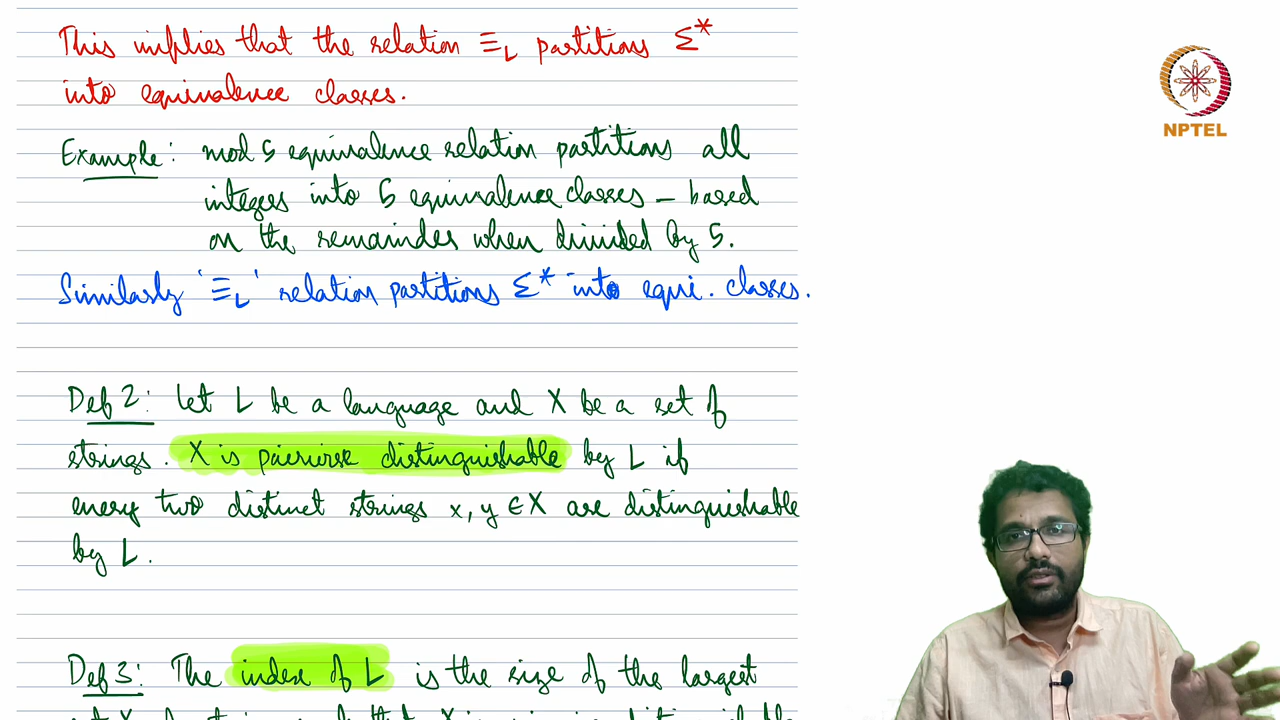 This implies that the relation ≡L partitions Σ*
into equivalence classes.
NPTEL
Example: mod 5 equivalence relation partitions all
integers into 5 equivalence classes – based
on the remainder when divided by 5.
Similarly '≡L' relation partitions Σ* into equi. classes.
Def 2: Let L be a language and X be a set of
strings. X is pairwise distinguishable by L if
every two distinct strings x, y ∈ X are distinguishable
by L.
Def 3: The index of L is the size of the largest